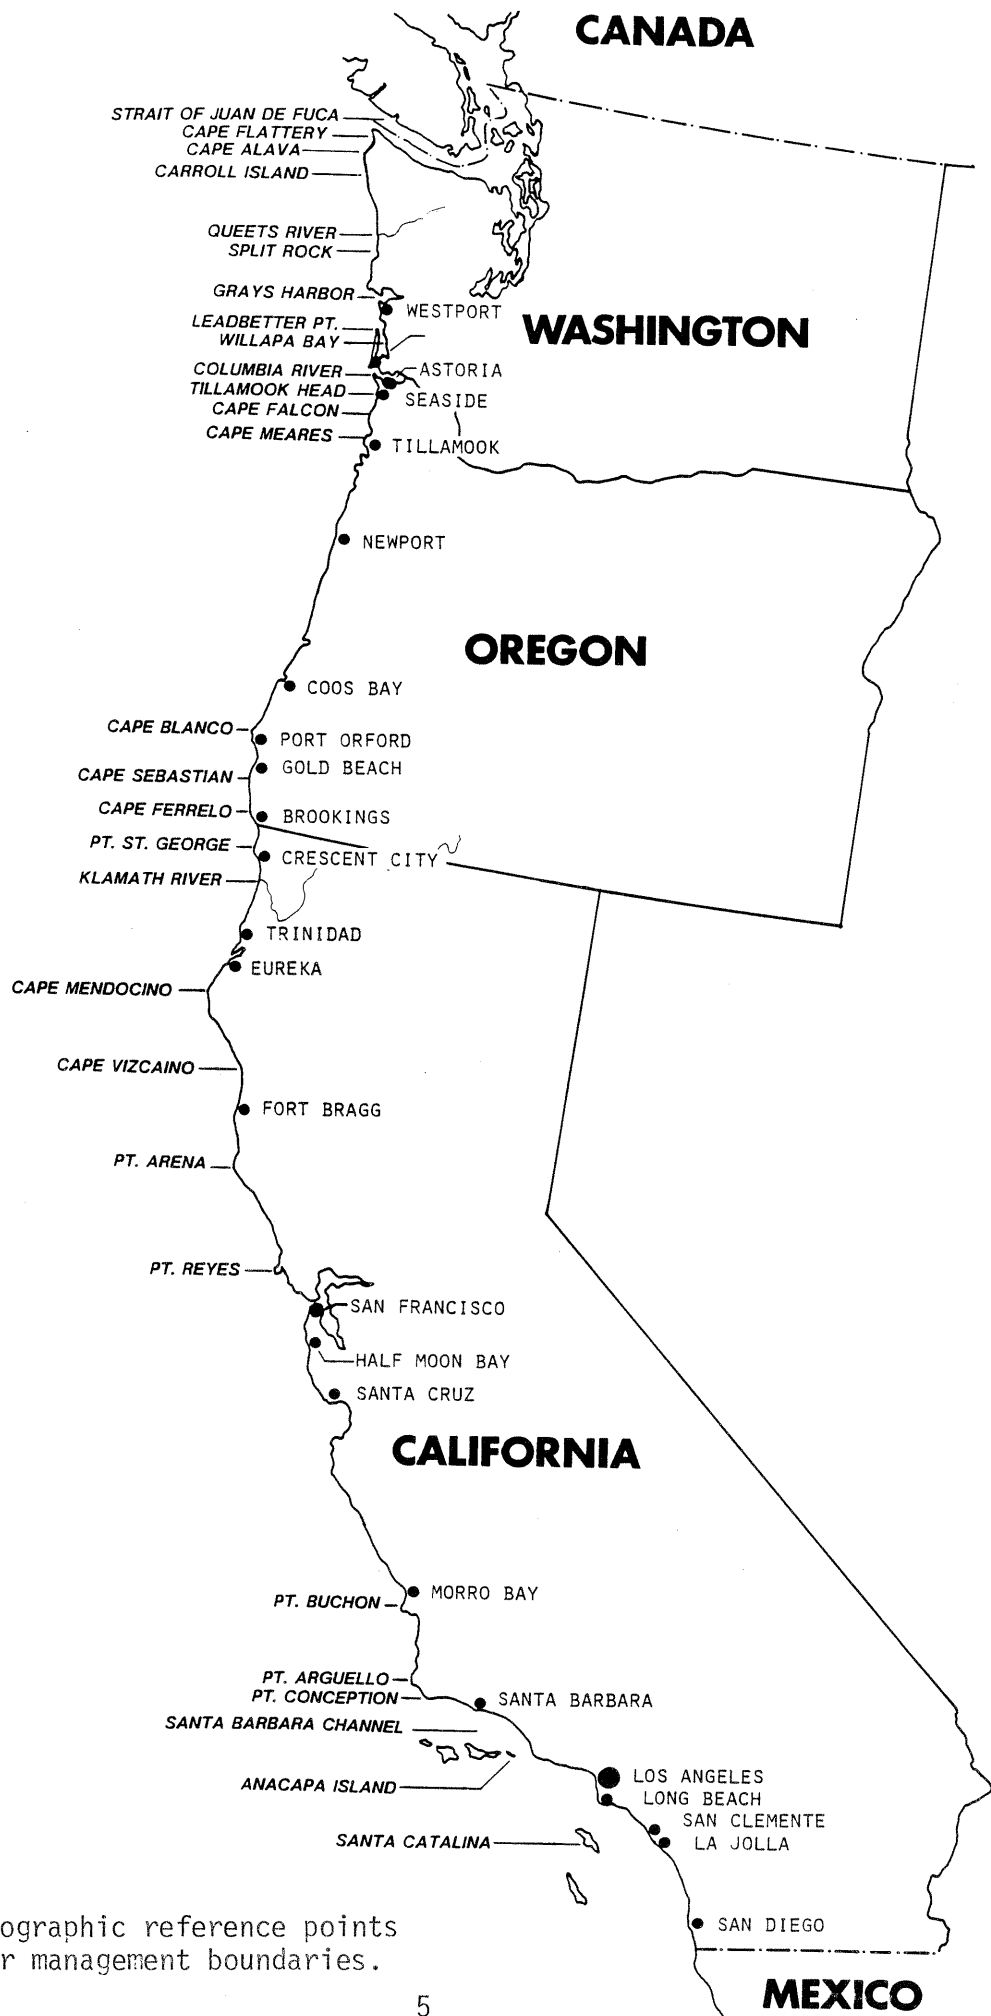 CANADA
STRAIT OF JUAN DE FUCA
CAPE FLATTERY
CAPE ALAVA
CARROLL ISLAND
QUEETS RIVER
SPLIT ROCK
GRAYS HARBOR
WESTPORT
LEADBETTER PT.
WASHINGTON
WILLAPA BAY
COLUMBIA RIVER
ASTORIA
TILLAMOOK HEAD
SEASIDE
CAPE FALCON
CAPE MEARES
TILLAMOOK
NEWPORT
OREGON
COOS BAY
CAPE BLANCO
PORT ORFORD
GOLD BEACH
CAPE SEBASTIAN
CAPE FERRELO
BROOKINGS
PT. ST. GEORGE
CRESCENT CITY
KLAMATH RIVER
TRINIDAD
EUREKA
CAPE MENDOCINO
CAPE VIZCAINO
FORT BRAGG
PT. ARENA
PT. REYES
SAN FRANCISCO
HALF MOON BAY
SANTA CRUZ
CALIFORNIA
MORRO BAY
PT. BUCHON
PT. ARGUELLO
PT. CONCEPTION
SANTA BARBARA
SANTA BARBARA CHANNEL
LOS ANGELES
ANACAPA ISLAND
LONG BEACH
SAN CLEMENTE
SANTA CATALINA
LA JOLLA
SAN DIEGO
ographic reference points
r management boundaries.
MEXICO
5